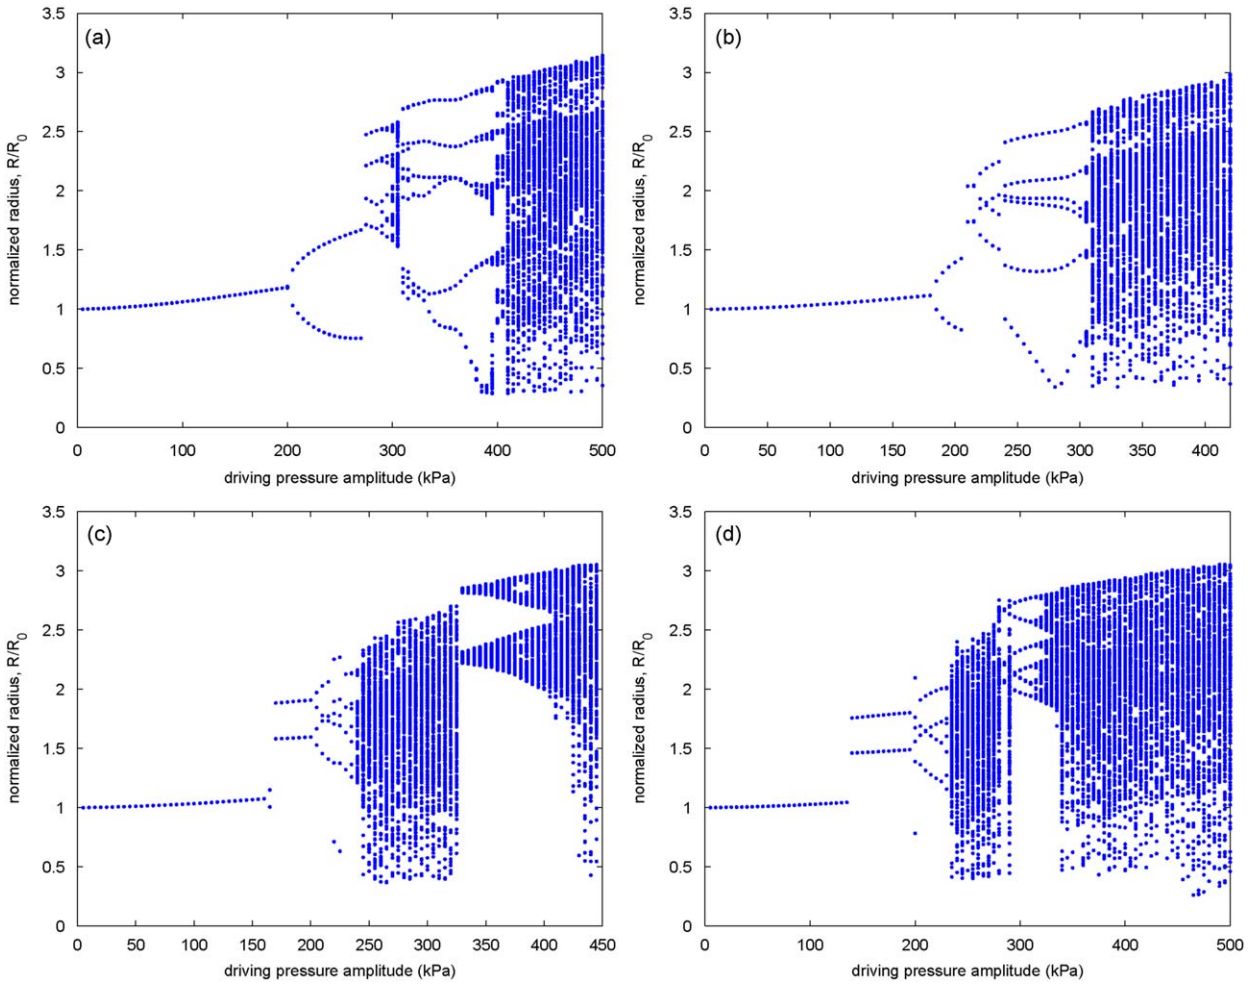 (a)
3.5
3
2.5
2
1.5
1
0.5
0
normalized radius, R/R0
0 100 200 300 400 500
driving pressure amplitude (kPa)
(b)
3.5
3
2.5
2
1.5
1
0.5
0
normalized radius, R/R0
0 50 100 150 200 250 300 350 400
driving pressure amplitude (kPa)
(c)
3.5
3
2.5
2
1.5
1
0.5
0
normalized radius, R/R0
0 50 100 150 200 250 300 350 400 450
driving pressure amplitude (kPa)
(d)
3.5
3
2.5
2
1.5
1
0.5
0
normalized radius, R/R0
0 100 200 300 400 500
driving pressure amplitude (kPa)